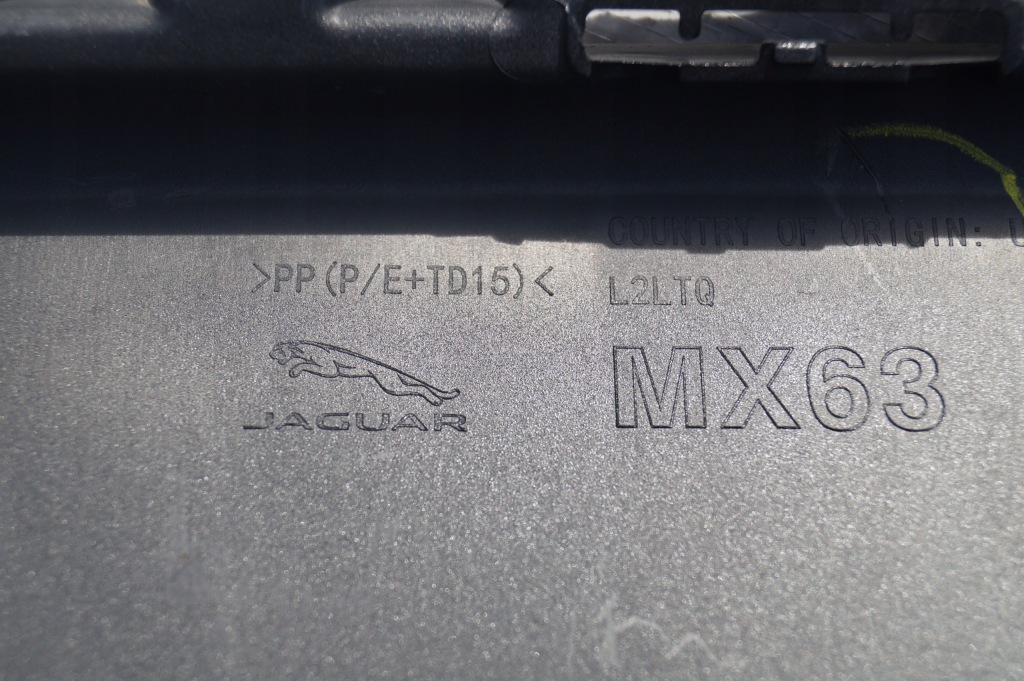 COUNTRY OF ORIGIN: U
>PP(P/E+TD15)<
L2LTQ
JAGUAR
MX63